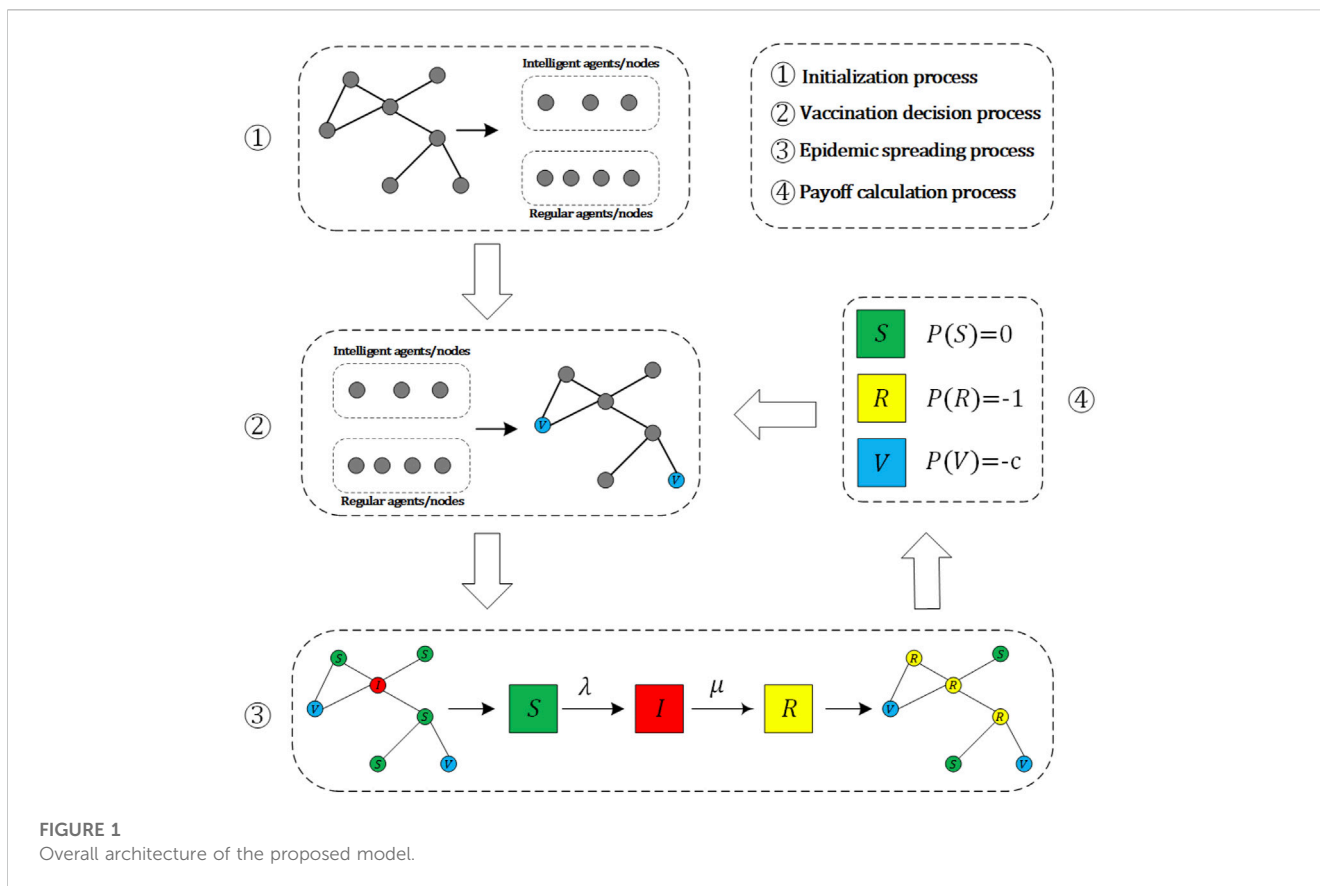 Intelligent agents/nodes
①
Regular agents/nodes
① Initialization process
② Vaccination decision process
③ Epidemic spreading process
④ Payoff calculation process
Intelligent agents/nodes
②
V
V
Regular agents/nodes
S P(S)=0
R P(R)=-1
④
V P(V)=-c
③
S
S
I
V
S
S
V
S
λ
I
μ
R
R
S
R
V
R
S
V
FIGURE 1
Overall architecture of the proposed model.